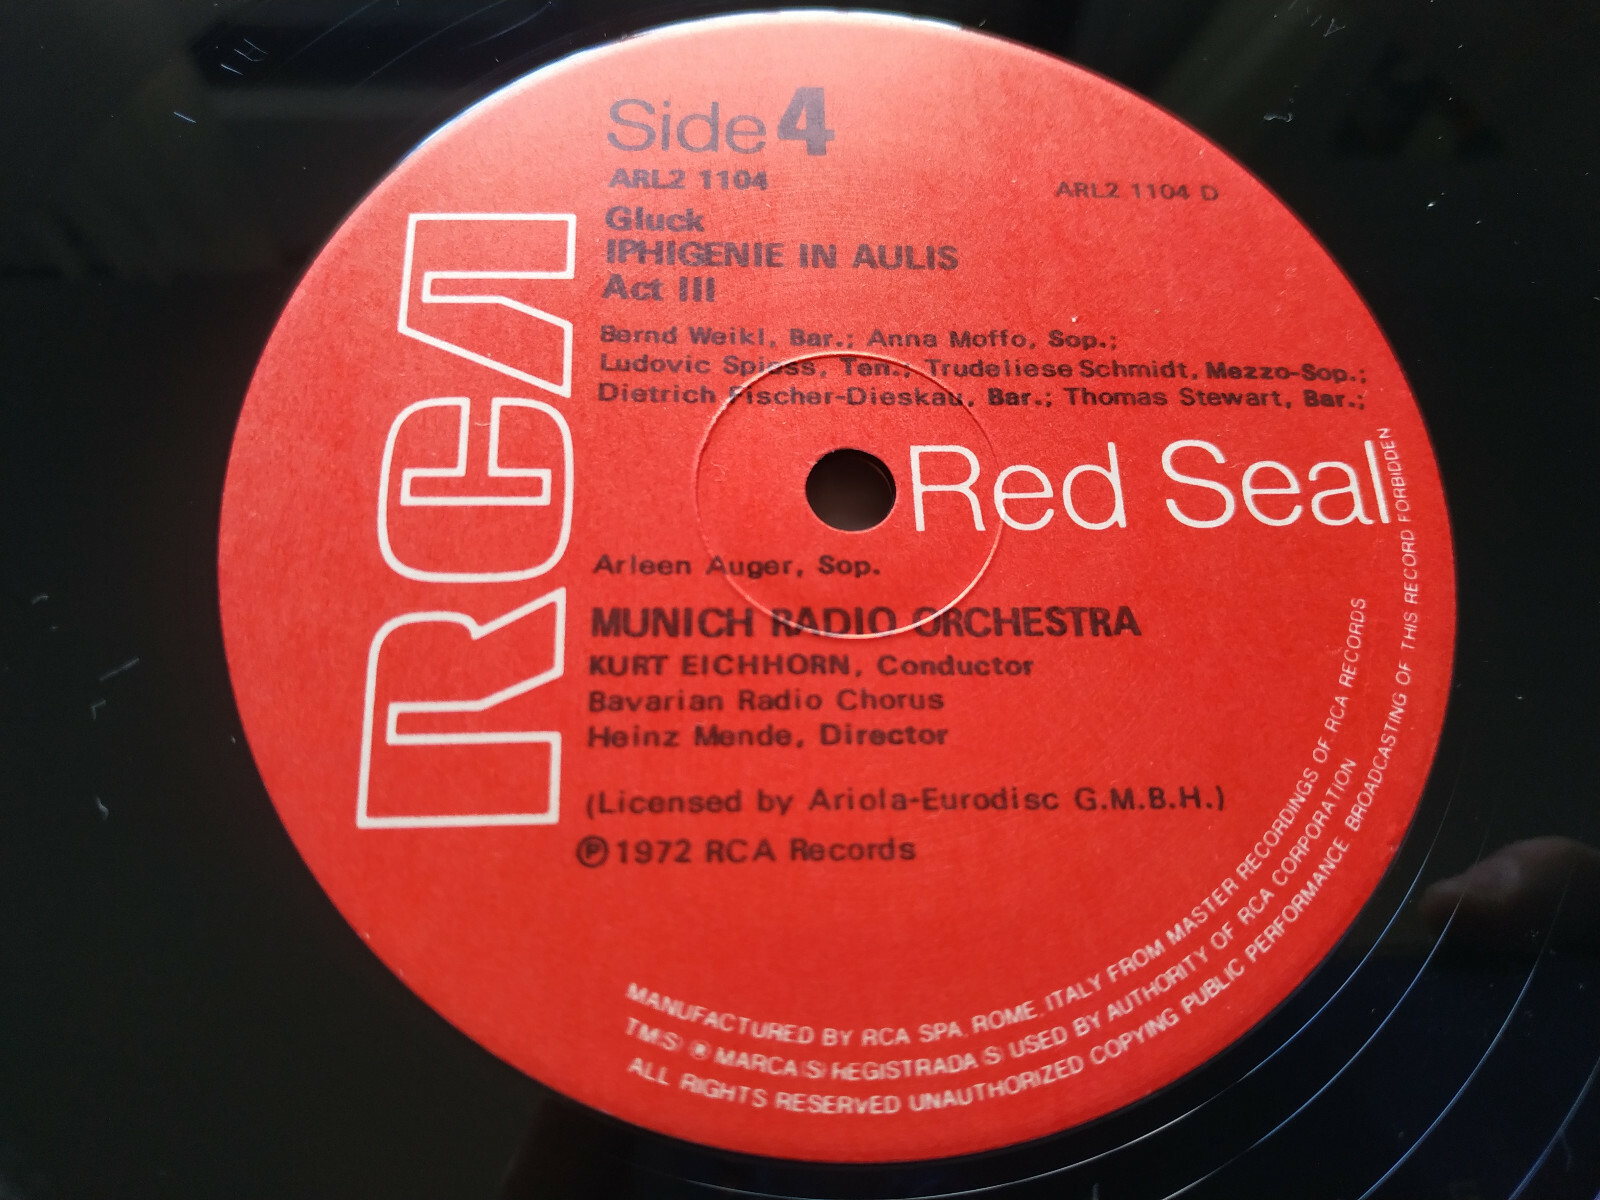 Side 4
ARL2 1104
ARL2 1104 D
Gluck
IPHIGENIE IN AULIS
Act III
Bernd Weikl, Bar.; Anna Moffo, Sop.;
Ludovic Spiess, Ten.; Trudeliese Schmidt, Mezzo-Sop.;
Dietrich Fischer-Dieskau, Bar.; Thomas Stewart, Bar.;
RCA
Red Seal
Arleen Auger, Sop.
MUNICH RADIO ORCHESTRA
KURT EICHHORN, Conductor
Bavarian Radio Chorus
Heinz Mende, Director
(Licensed by Ariola-Eurodisc G.M.B.H.)
℗ 1972 RCA Records
MANUFACTURED BY RCA SPA, ROME, ITALY FROM MASTER RECORDINGS OF RCA RECORDS
TM(S) ® MARCA(S) REGISTRADA(S) USED BY AUTHORITY OF RCA CORPORATION
ALL RIGHTS RESERVED UNAUTHORIZED COPYING PUBLIC PERFORMANCE BROADCASTING OF THIS RECORD FORBIDDEN